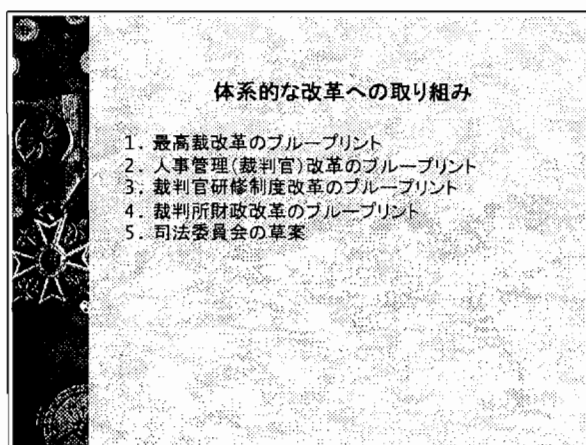 体系的な改革への取り組み
1. 最高裁改革のブループリント
2. 人事管理(裁判官)改革のブループリント
3. 裁判官研修制度改革のブループリント
4. 裁判所財政改革のブループリント
5. 司法委員会の草案